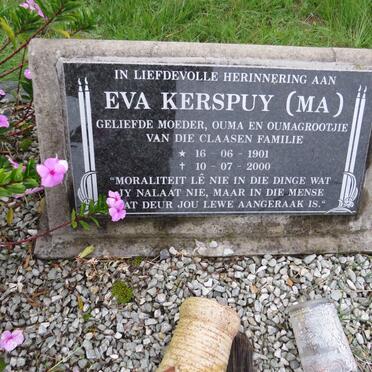 IN LIEFDEVOLLE HERINNERING AAN
EVA KERSPUY (MA)
GELIEFDE MOEDER, OUMA EN OUMAGROOTJIE
VAN DIE CLAASEN FAMILIE
★ 16 - 06 - 1901
✝ 10 - 07 - 2000
"MORALITEIT LÊ NIE IN DIE DINGE WAT
JY NALAAT NIE, MAAR IN DIE MENSE
WAT DEUR JOU LEWE AANGERAAK IS."